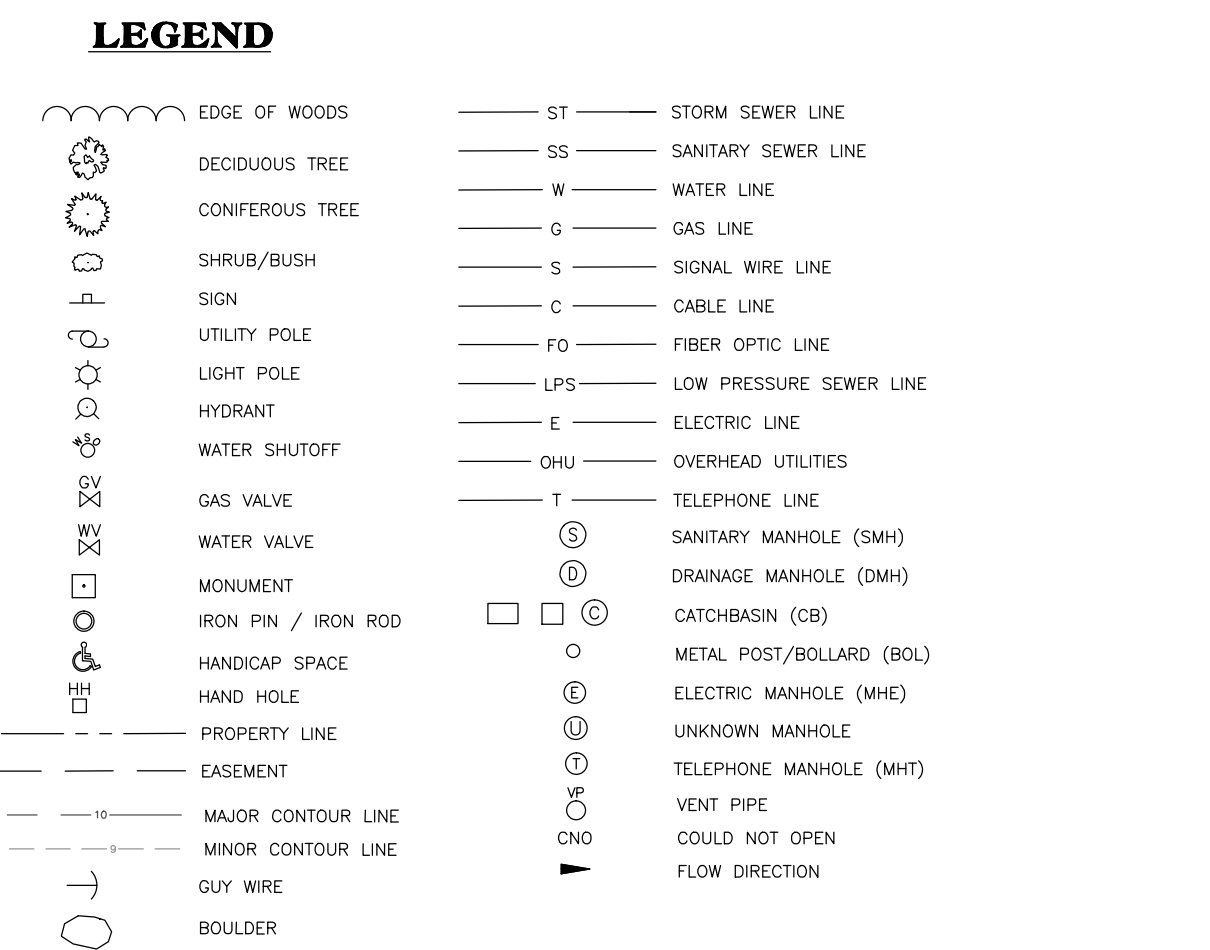 LEGEND
EDGE OF WOODS
DECIDUOUS TREE
CONIFEROUS TREE
SHRUB/BUSH
SIGN
UTILITY POLE
LIGHT POLE
HYDRANT
WSO WATER SHUTOFF
GV
GAS VALVE
WV
WATER VALVE
MONUMENT
IRON PIN / IRON ROD
HANDICAP SPACE
HH
HAND HOLE
PROPERTY LINE
EASEMENT
10 MAJOR CONTOUR LINE
9 MINOR CONTOUR LINE
GUY WIRE
BOULDER
ST STORM SEWER LINE
SS SANITARY SEWER LINE
W WATER LINE
G GAS LINE
S SIGNAL WIRE LINE
C CABLE LINE
FO FIBER OPTIC LINE
LPS LOW PRESSURE SEWER LINE
E ELECTRIC LINE
OHU OVERHEAD UTILITIES
T TELEPHONE LINE
S SANITARY MANHOLE (SMH)
D DRAINAGE MANHOLE (DMH)
C CATCHBASIN (CB)
METAL POST/BOLLARD (BOL)
E ELECTRIC MANHOLE (MHE)
U UNKNOWN MANHOLE
T TELEPHONE MANHOLE (MHT)
VP
VENT PIPE
CNO COULD NOT OPEN
FLOW DIRECTION